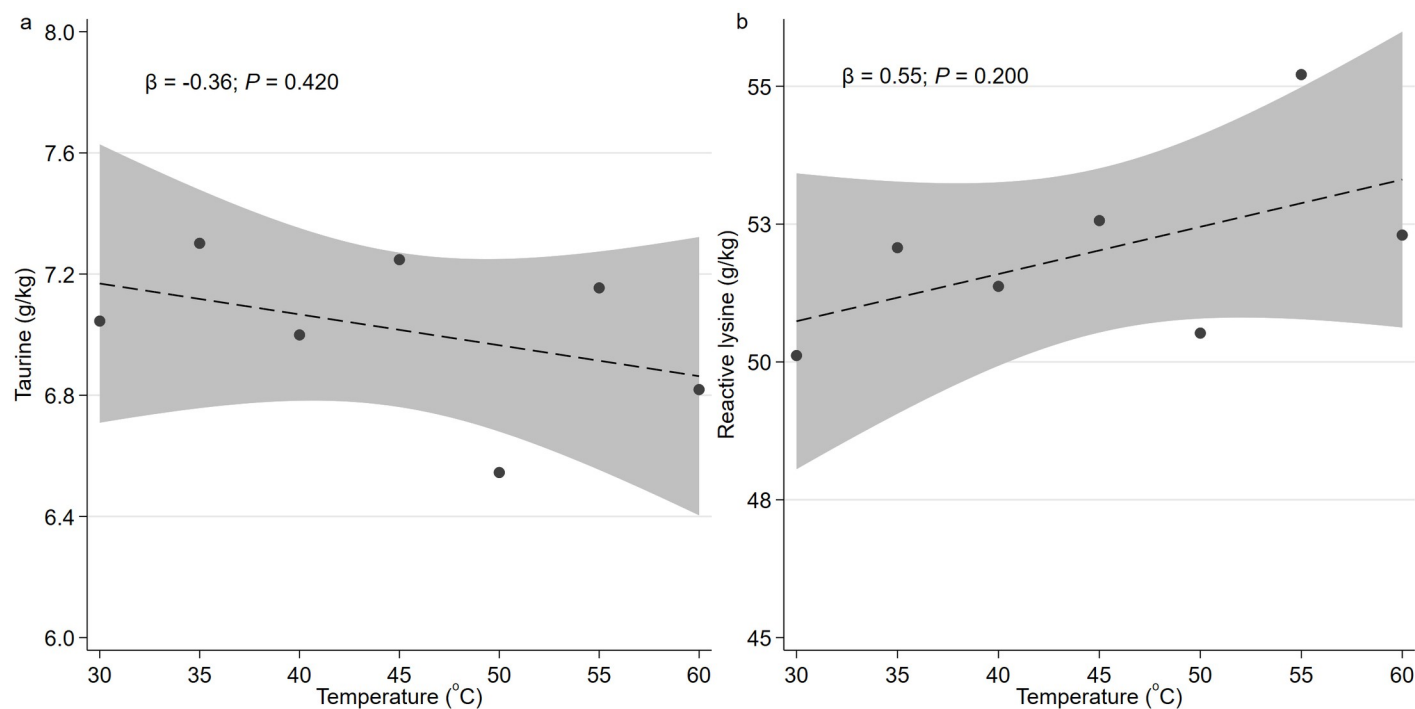 a
8.0
7.6
7.2
6.8
6.4
6.0
Taurine (g/kg)
β = -0.36; P = 0.420
30 35 40 45 50 55 60
Temperature (°C)
b
55
53
50
48
45
Reactive lysine (g/kg)
β = 0.55; P = 0.200
30 35 40 45 50 55 60
Temperature (°C)